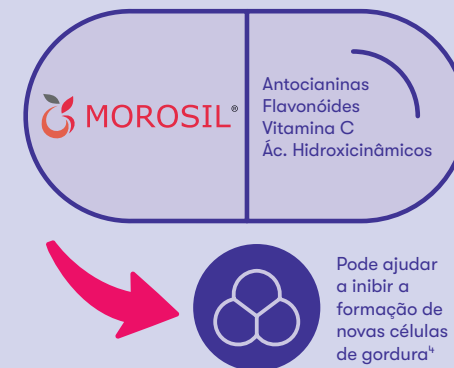 MOROSIL®
Antocianinas
Flavonóides
Vitamina C
Ác. Hidroxicinâmicos
Pode ajudar
a inibir a
formação de
novas células
de gordura⁴